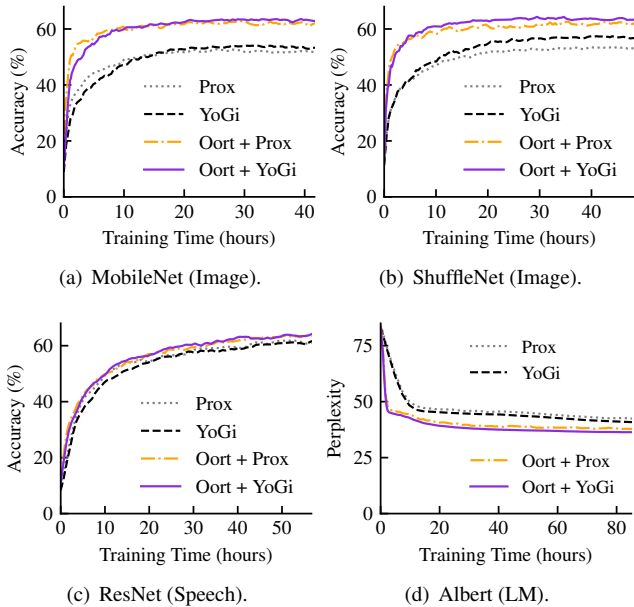 60
40
20
0
Accuracy (%)
Prox
YoGi
Oort + Prox
Oort + YoGi
0 10 20 30 40
Training Time (hours)
(a) MobileNet (Image).
60
40
20
0
Accuracy (%)
Prox
YoGi
Oort + Prox
Oort + YoGi
0 10 20 30 40
Training Time (hours)
(b) ShuffleNet (Image).
60
40
20
0
Accuracy (%)
Prox
YoGi
Oort + Prox
Oort + YoGi
0 10 20 30 40 50
Training Time (hours)
(c) ResNet (Speech).
75
50
25
0
Perplexity
Prox
YoGi
Oort + Prox
Oort + YoGi
0 20 40 60 80
Training Time (hours)
(d) Albert (LM).